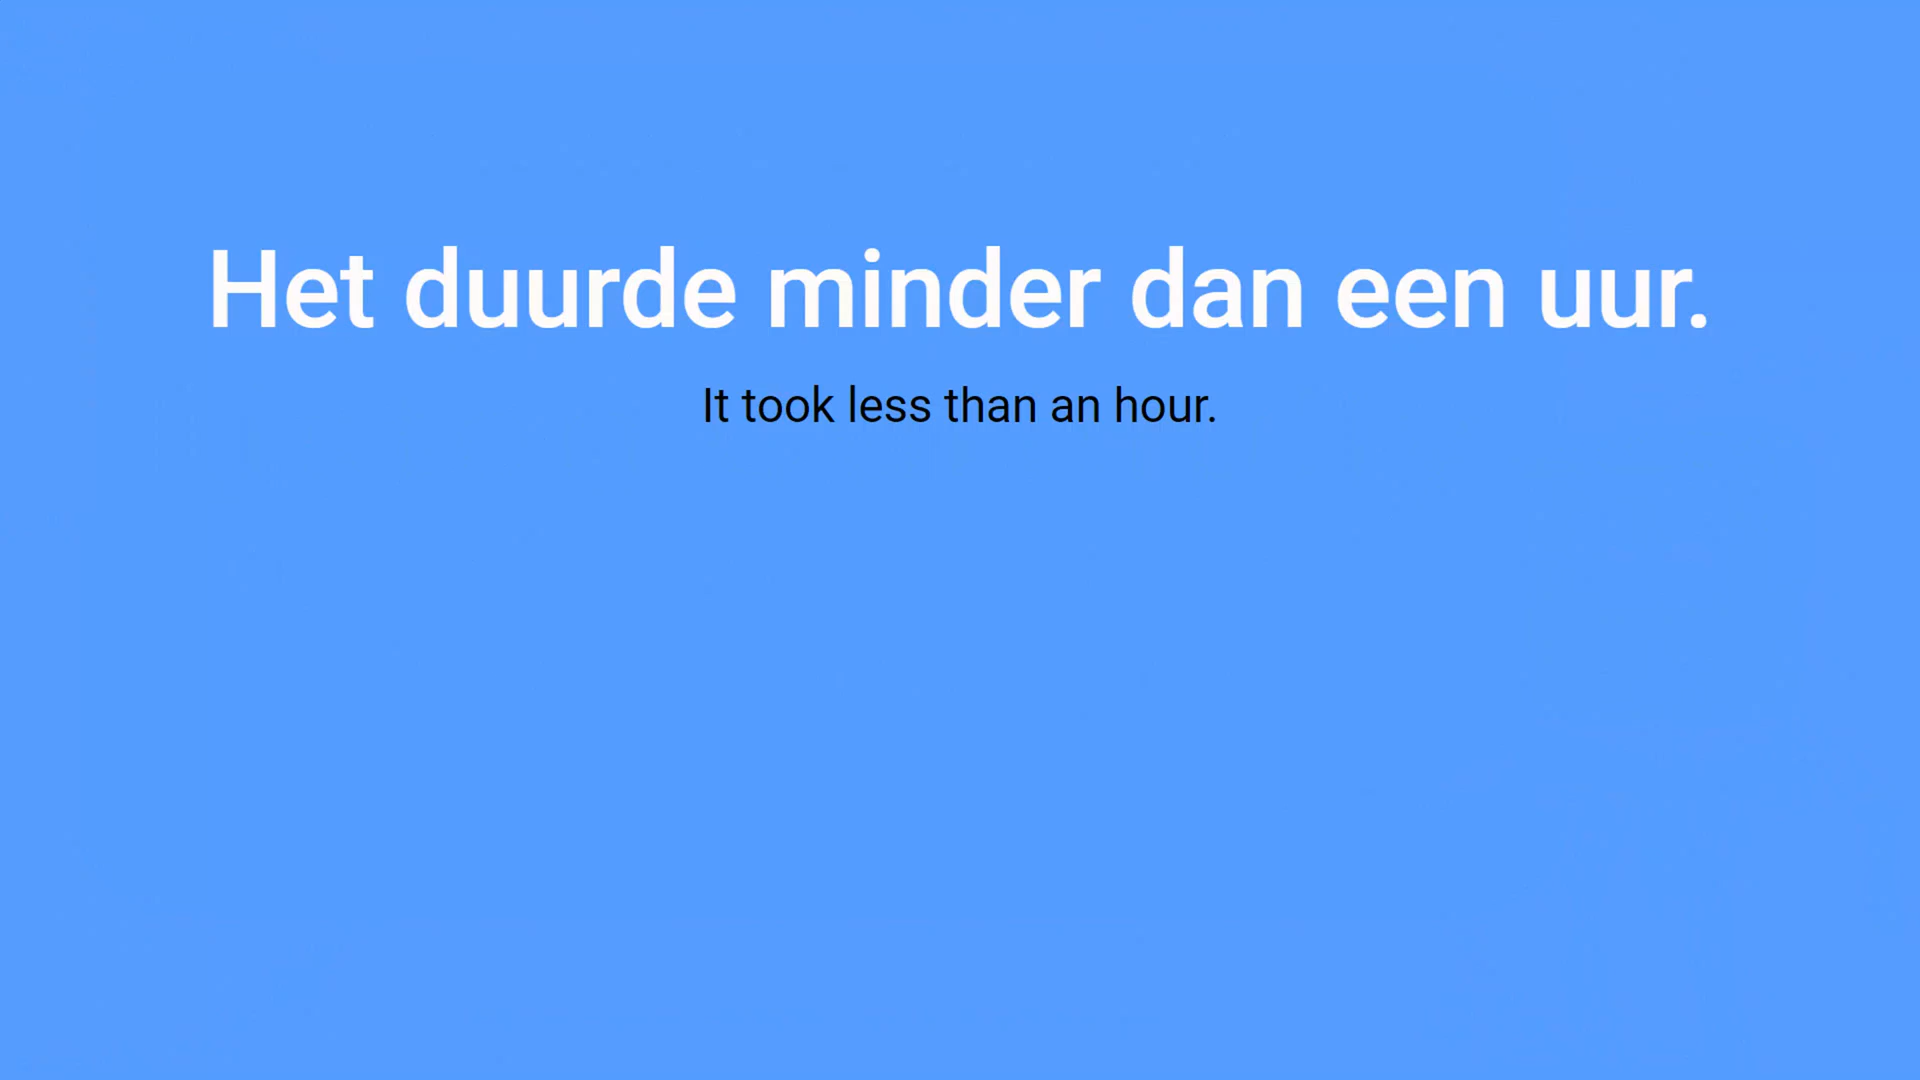 Het duurde minder dan een uur.
It took less than an hour.